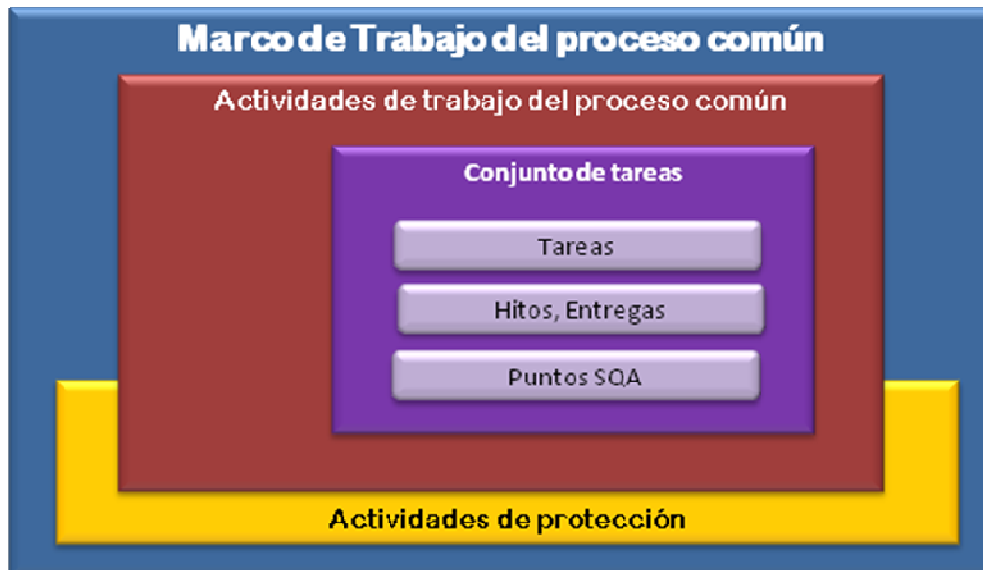 Marco de Trabajo del proceso común
Actividades de trabajo del proceso común
Conjunto de tareas
Tareas
Hitos, Entregas
Puntos SQA
Actividades de protección